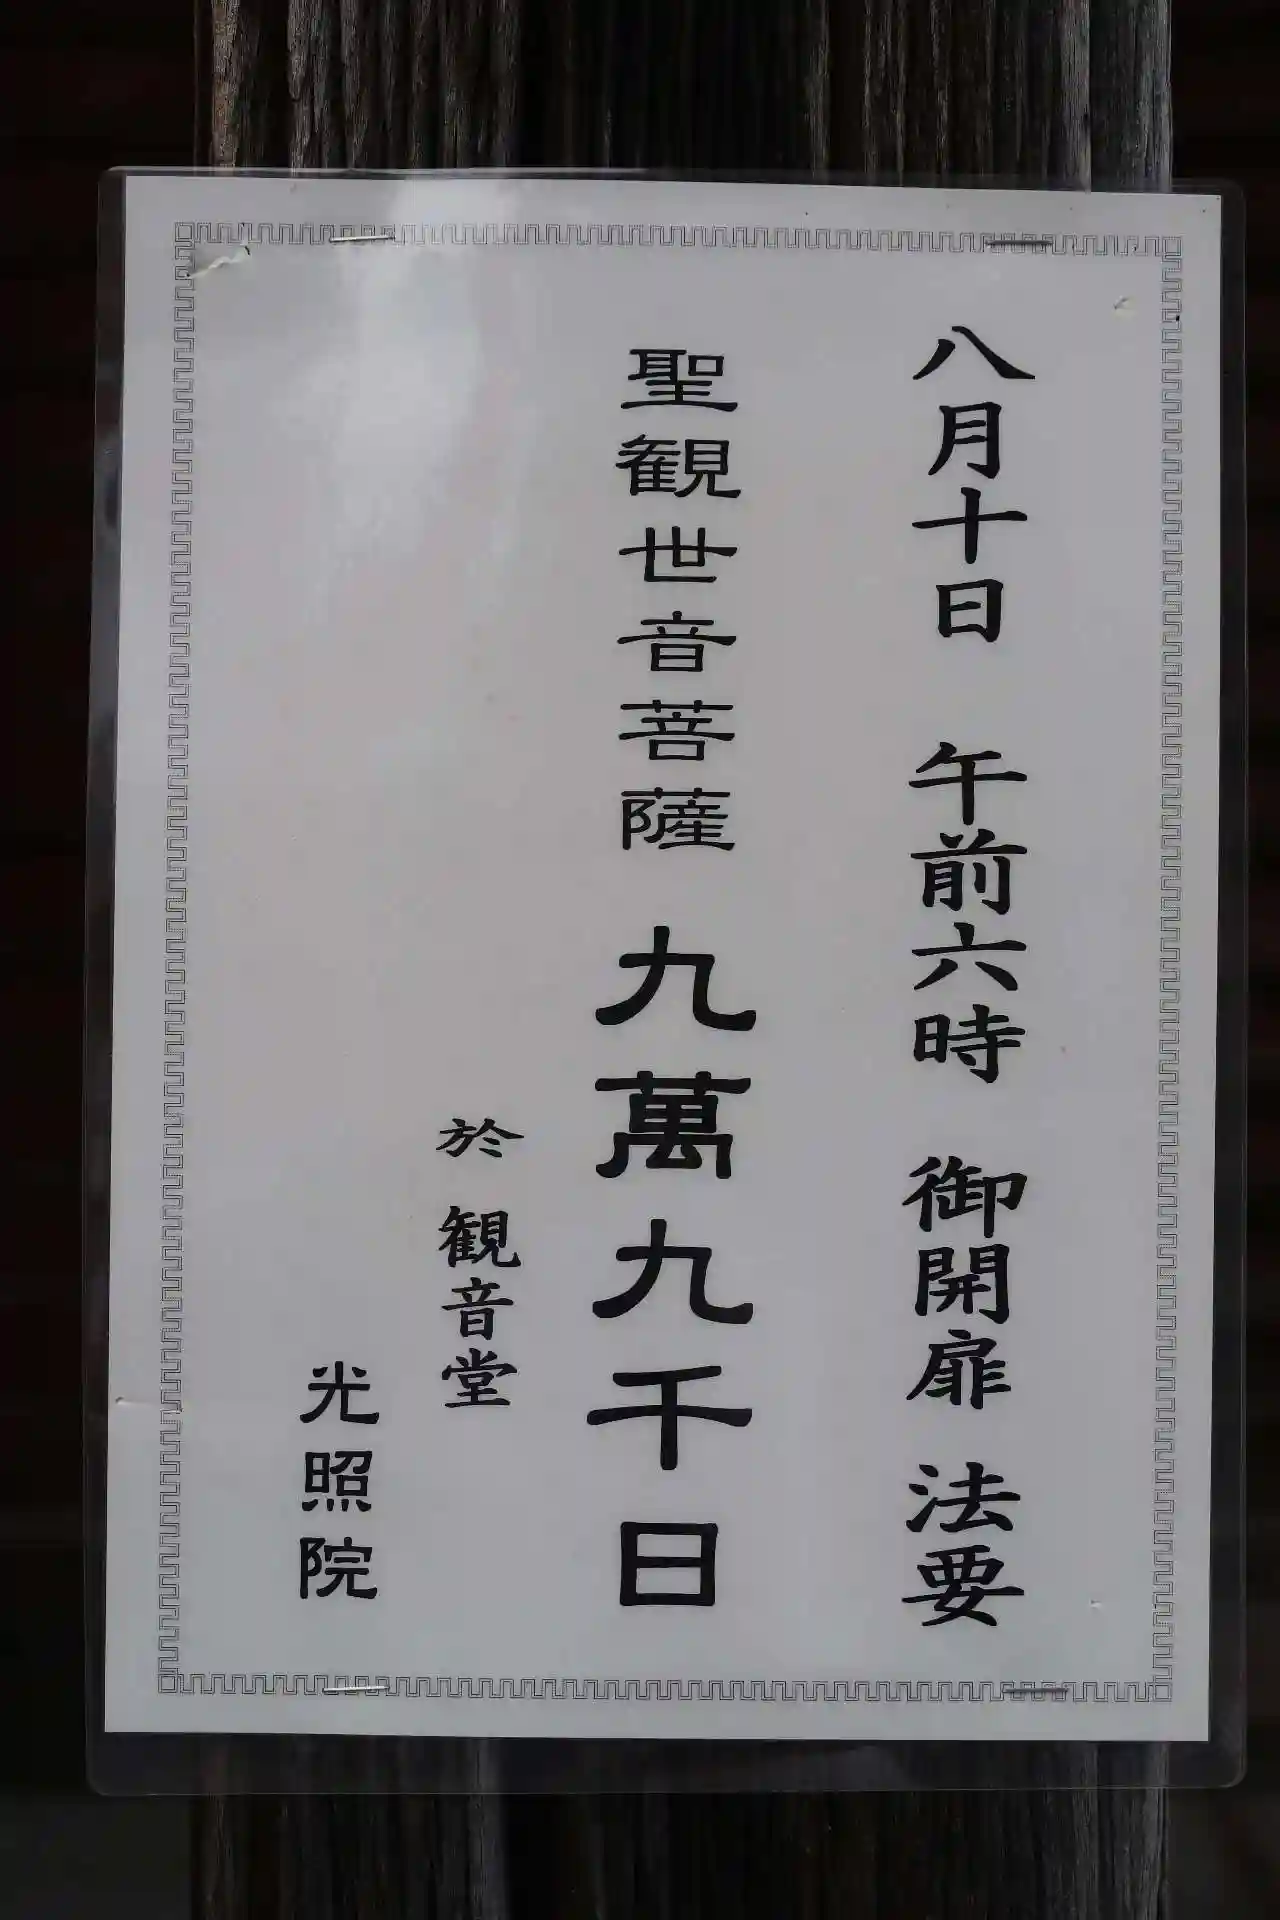 八月十日　午前六時　御開扉　法要
聖観世音菩薩　九萬九千日
於　観音堂
光照院